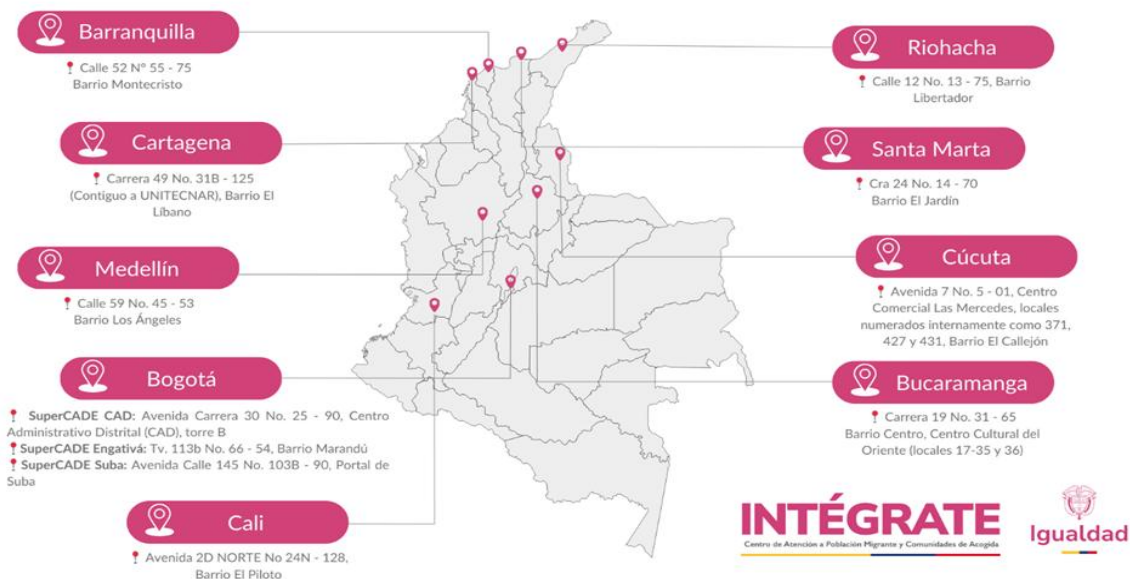 Barranquilla
Calle 52 N° 55 - 75
Barrio Montecristo
Cartagena
Carrera 49 No. 31B - 125
(Contiguo a UNITECNAR), Barrio El
Líbano
Medellín
Calle 59 No. 45 - 53
Barrio Los Ángeles
Bogotá
SuperCADE CAD: Avenida Carrera 30 No. 25 - 90, Centro
Administrativo Distrital (CAD), torre B
SuperCADE Engativá: Tv. 113b No. 66 - 54, Barrio Marandú
SuperCADE Suba: Avenida Calle 145 No. 103B - 90, Portal de
Suba
Cali
Avenida 2D NORTE No 24N - 128,
Barrio El Piloto
Riohacha
Calle 12 No. 13 - 75, Barrio
Libertador
Santa Marta
Cra 24 No. 14 - 70
Barrio El Jardín
Cúcuta
Avenida 7 No. 5 - 01, Centro
Comercial Las Mercedes, locales
numerados internamente como 371,
427 y 431, Barrio El Callejón
Bucaramanga
Carrera 19 No. 31 - 65
Barrio Centro, Centro Cultural del
Oriente (locales 17-35 y 36)
INTÉGRATE
Centro de Atención a Población Migrante y Comunidades de Acogida
Igualdad